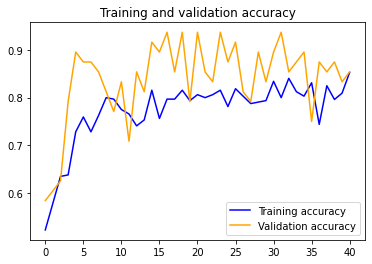 Training and validation accuracy
0.9
0.8
0.7
0.6
0 5 10 15 20 25 30 35 40
Training accuracy
Validation accuracy